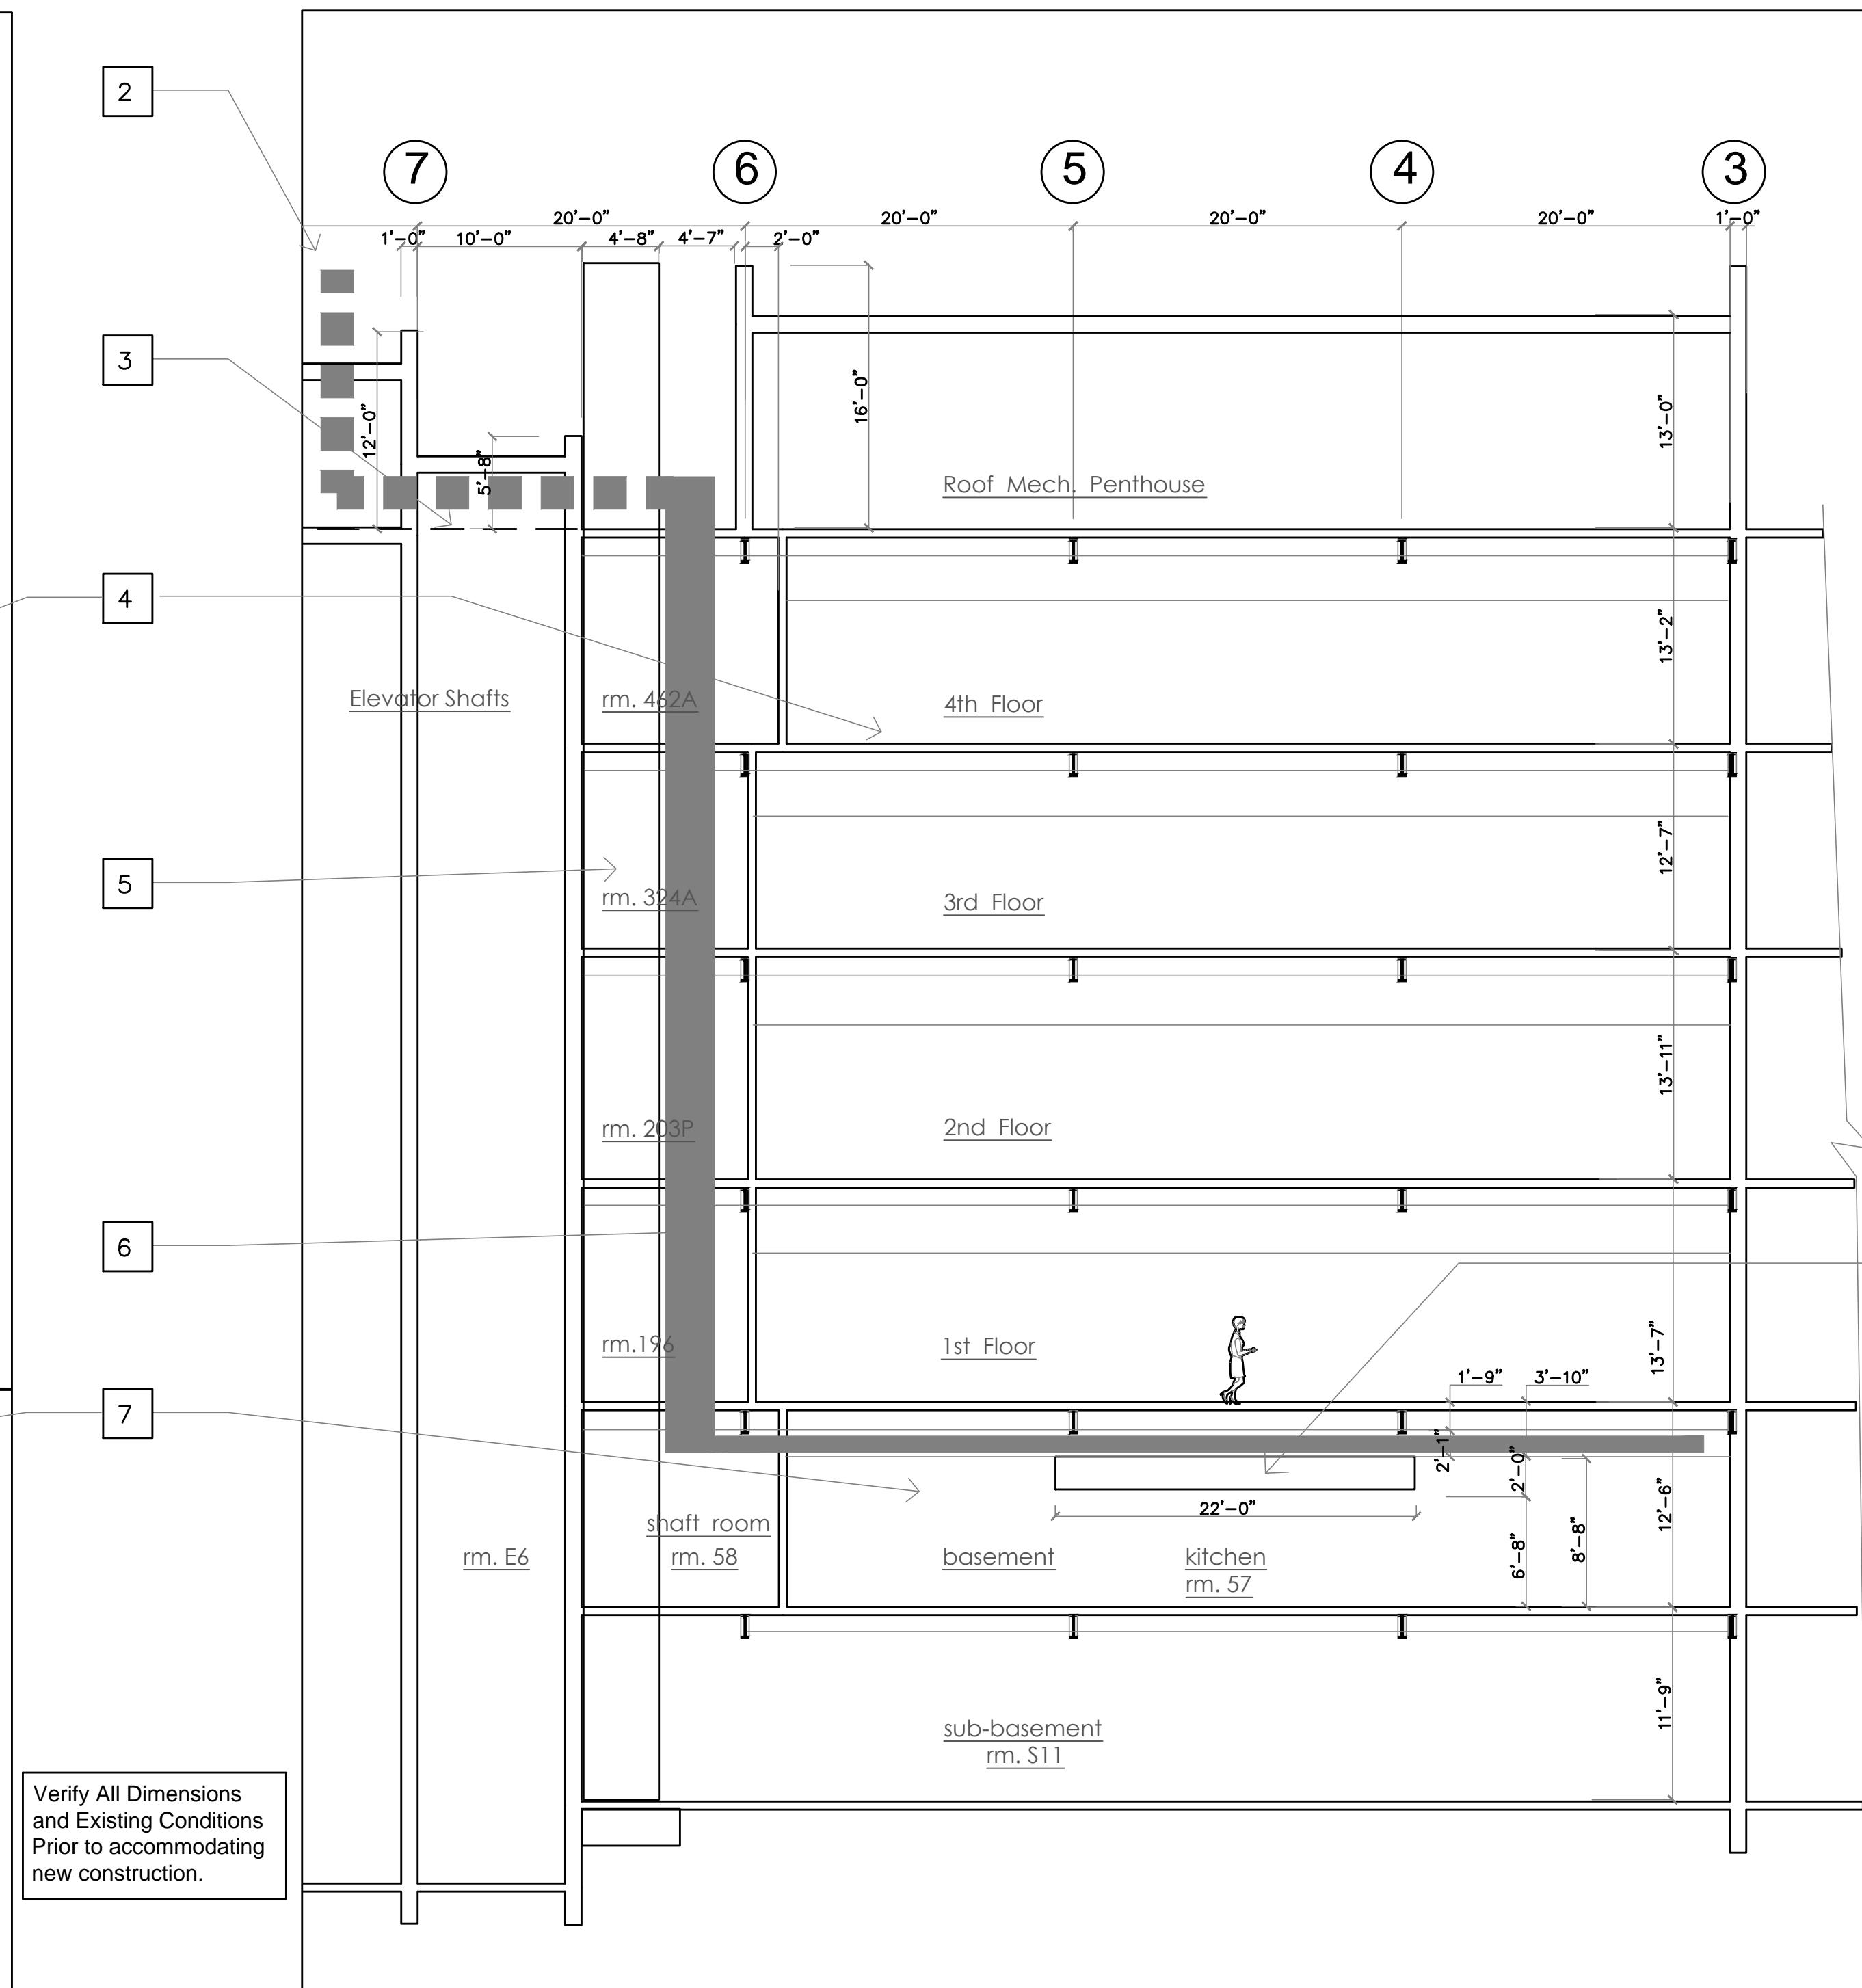 2
7
6
5
4
3
20'-0"
20'-0"
20'-0"
20'-0"
1'-0"
1'-0"
10'-0"
4'-8"
4'-7"
2'-0"
3
12'-0"
16'-0"
13'-0"
5'-8"
Roof Mech. Penthouse
4
13'-2"
Elevator Shafts
rm. 462A
4th Floor
12'-7"
5
rm. 324A
3rd Floor
13'-11"
rm. 203P
2nd Floor
6
rm.196
1st Floor
13'-7"
1'-9"
3'-10"
7
2'-1"
2'-0"
22'-0"
12'-6"
shaft room
rm. 58
6'-8"
8'-8"
rm. E6
basement
kitchen
rm. 57
11'-9"
sub-basement
rm. S11
Verify All Dimensions
and Existing Conditions
Prior to accommodating
new construction.